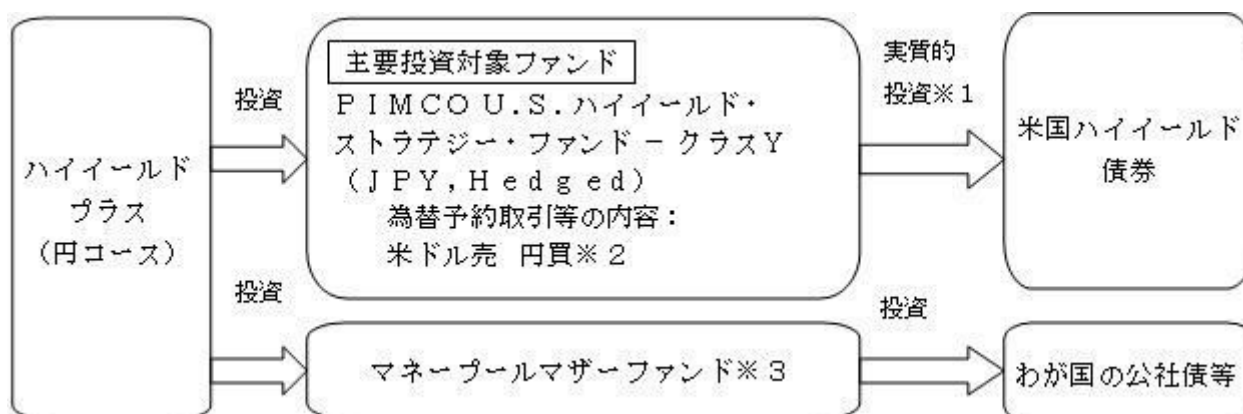 ハイイールド
プラス
(円コース)
投資
投資
主要投資対象ファンド
PIMCO U.S.ハイイールド・
ストラテジー・ファンド-クラスY
(JPY,Hedged)
為替予約取引等の内容:
米ドル売 円買※2
マネープールマザーファンド※3
実質的
投資※1
投資
米国ハイイールド
債券
わが国の公社債等